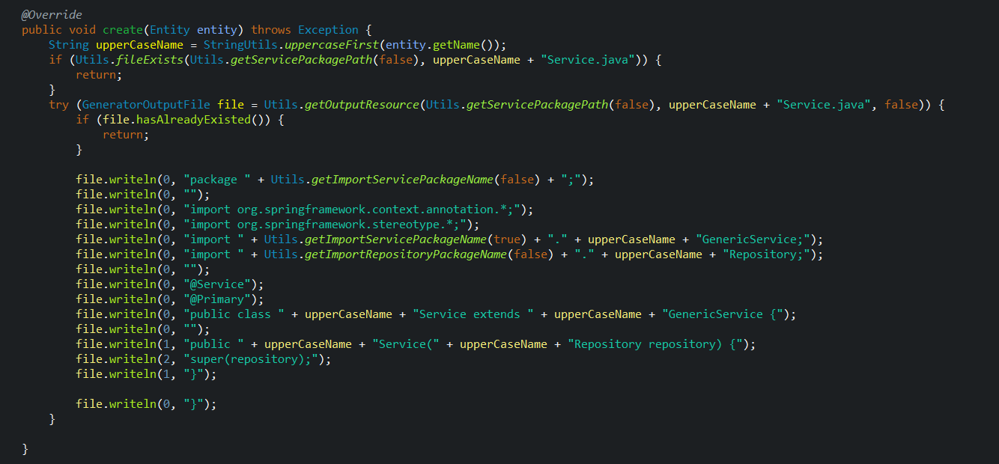 @Override
public void create(Entity entity) throws Exception {
    String upperCaseName = StringUtils.uppercaseFirst(entity.getName());
    if (Utils.fileExists(Utils.getServicePackagePath(false), upperCaseName + "Service.java")) {
        return;
    }
    try (GeneratorOutputFile file = Utils.getOutputResource(Utils.getServicePackagePath(false), upperCaseName + "Service.java", false)) {
        if (file.hasAlreadyExisted()) {
            return;
        }

        file.writeln(0, "package " + Utils.getImportServicePackageName(false) + ";");
        file.writeln(0, "");
        file.writeln(0, "import org.springframework.context.annotation.*;");
        file.writeln(0, "import org.springframework.stereotype.*;");
        file.writeln(0, "import " + Utils.getImportServicePackageName(true) + "." + upperCaseName + "GenericService;");
        file.writeln(0, "import " + Utils.getImportRepositoryPackageName(false) + "." + upperCaseName + "Repository;");
        file.writeln(0, "");
        file.writeln(0, "@Service");
        file.writeln(0, "@Primary");
        file.writeln(0, "public class " + upperCaseName + "Service extends " + upperCaseName + "GenericService {");
        file.writeln(0, "");
        file.writeln(1, "public " + upperCaseName + "Service(" + upperCaseName + "Repository repository) {");
        file.writeln(2, "super(repository);");
        file.writeln(1, "}");

        file.writeln(0, "}");
    }

}